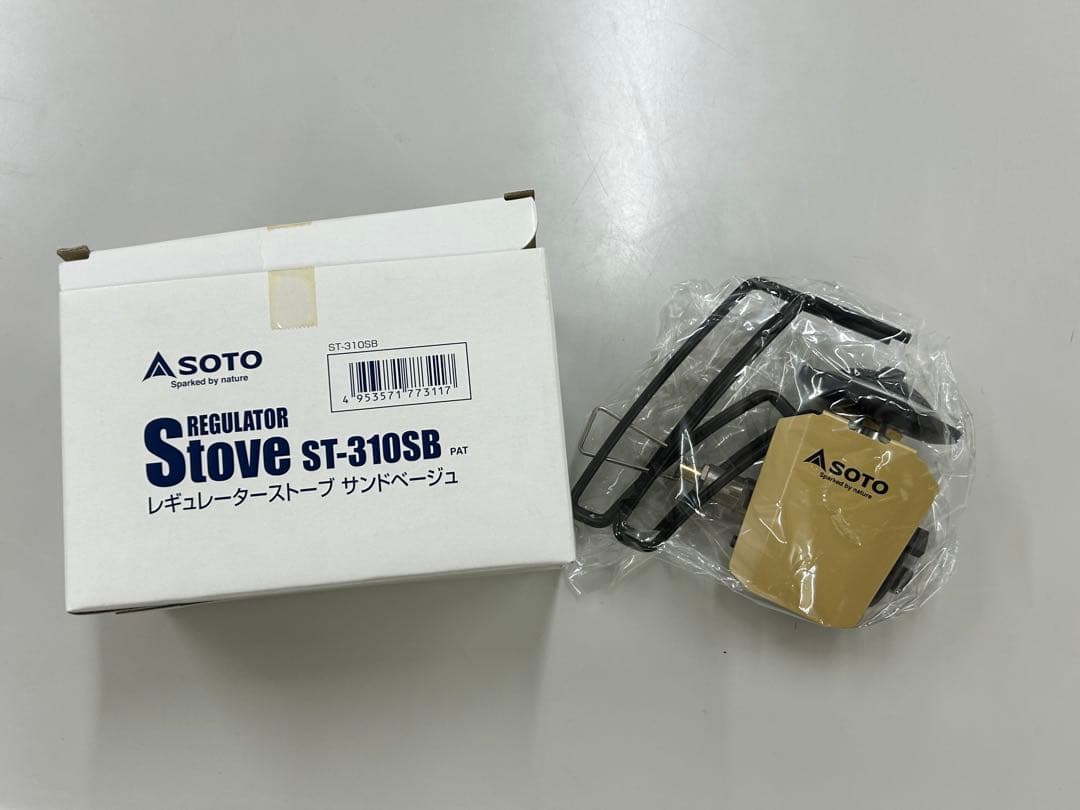 SOTO
Sparked by nature
ST-310SB
4 953571 773117
REGULATOR
Stove ST-310SB PAT
レギュレーターストーブ サンドベージュ
SOTO
Sparked by nature